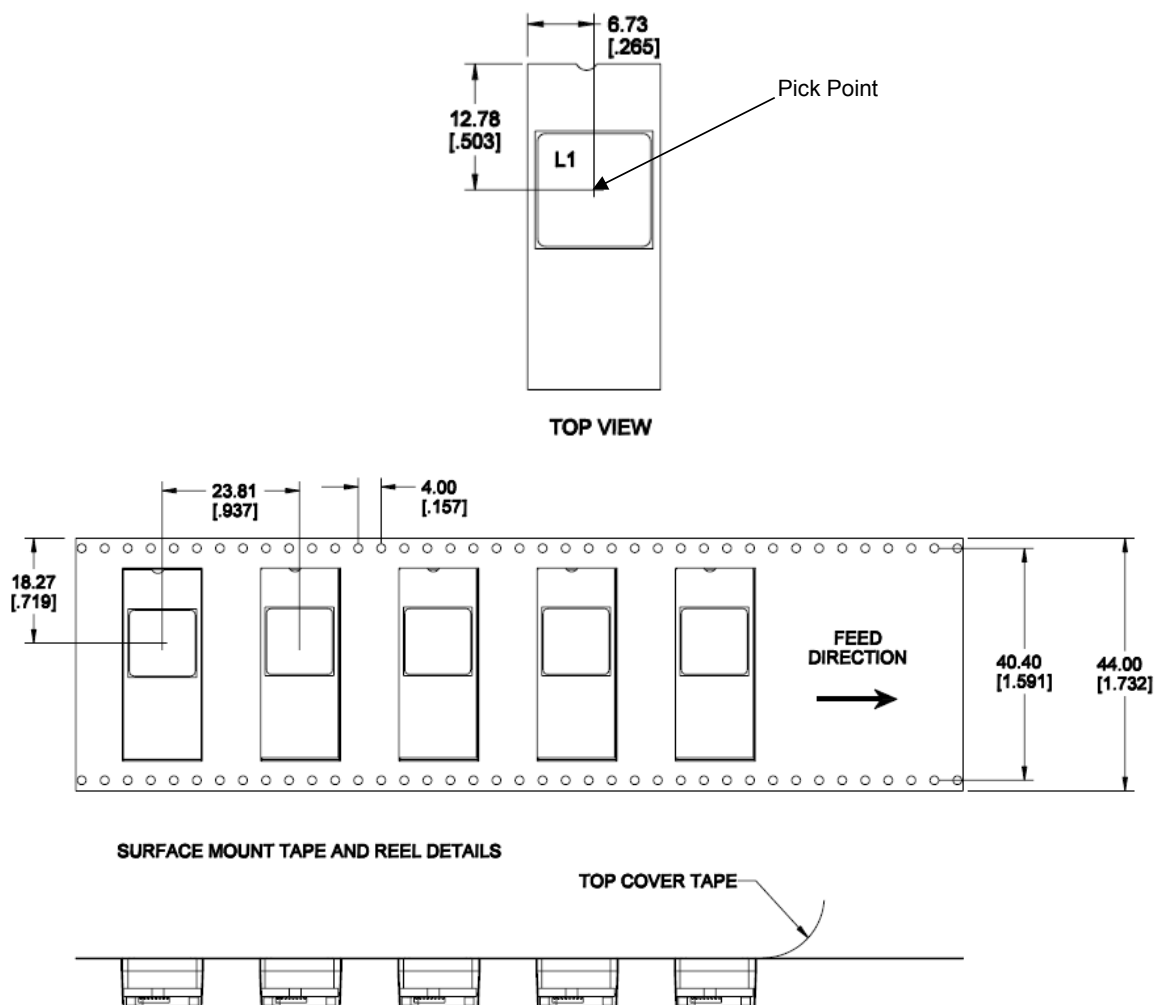 6.73
[.265]
Pick Point
12.78
[.503]
L1
TOP VIEW
23.81
[.937]
4.00
[.157]
18.27
[.719]
FEED
DIRECTION
40.40
[1.591]
44.00
[1.732]
SURFACE MOUNT TAPE AND REEL DETAILS
TOP COVER TAPE